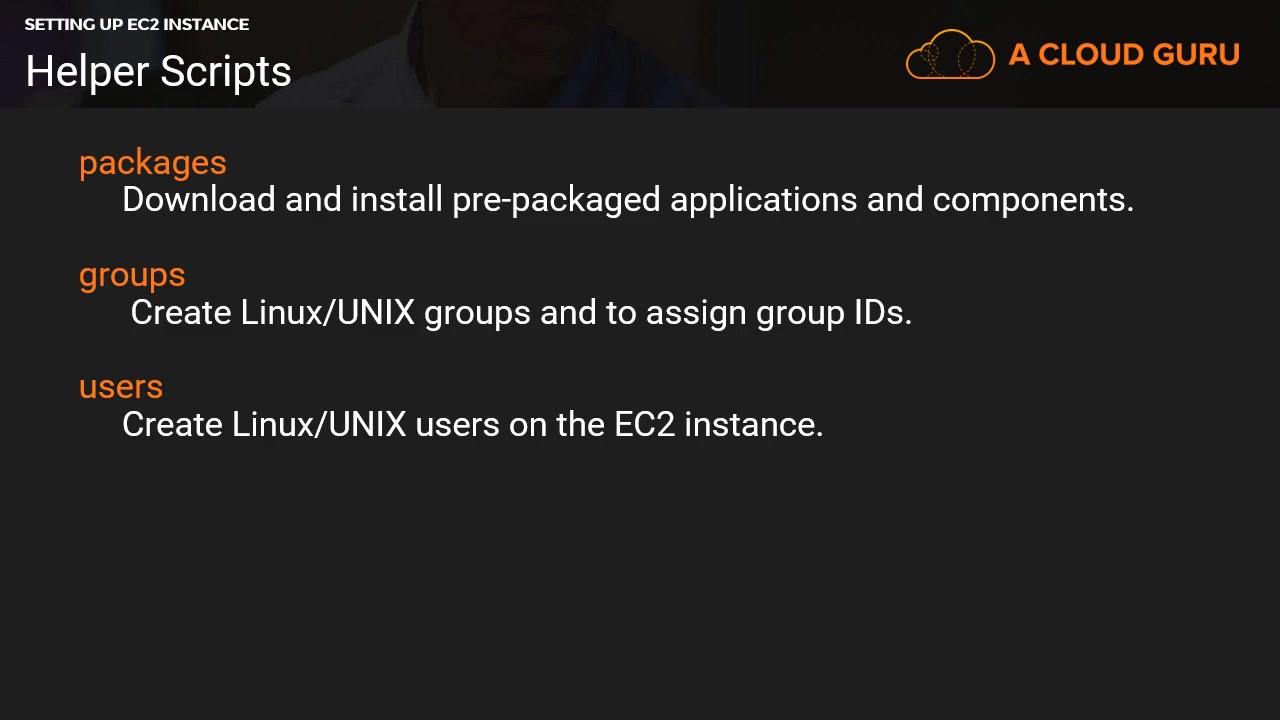 SETTING UP EC2 INSTANCE
Helper Scripts
A CLOUD GURU
packages
Download and install pre-packaged applications and components.
groups
Create Linux/UNIX groups and to assign group IDs.
users
Create Linux/UNIX users on the EC2 instance.